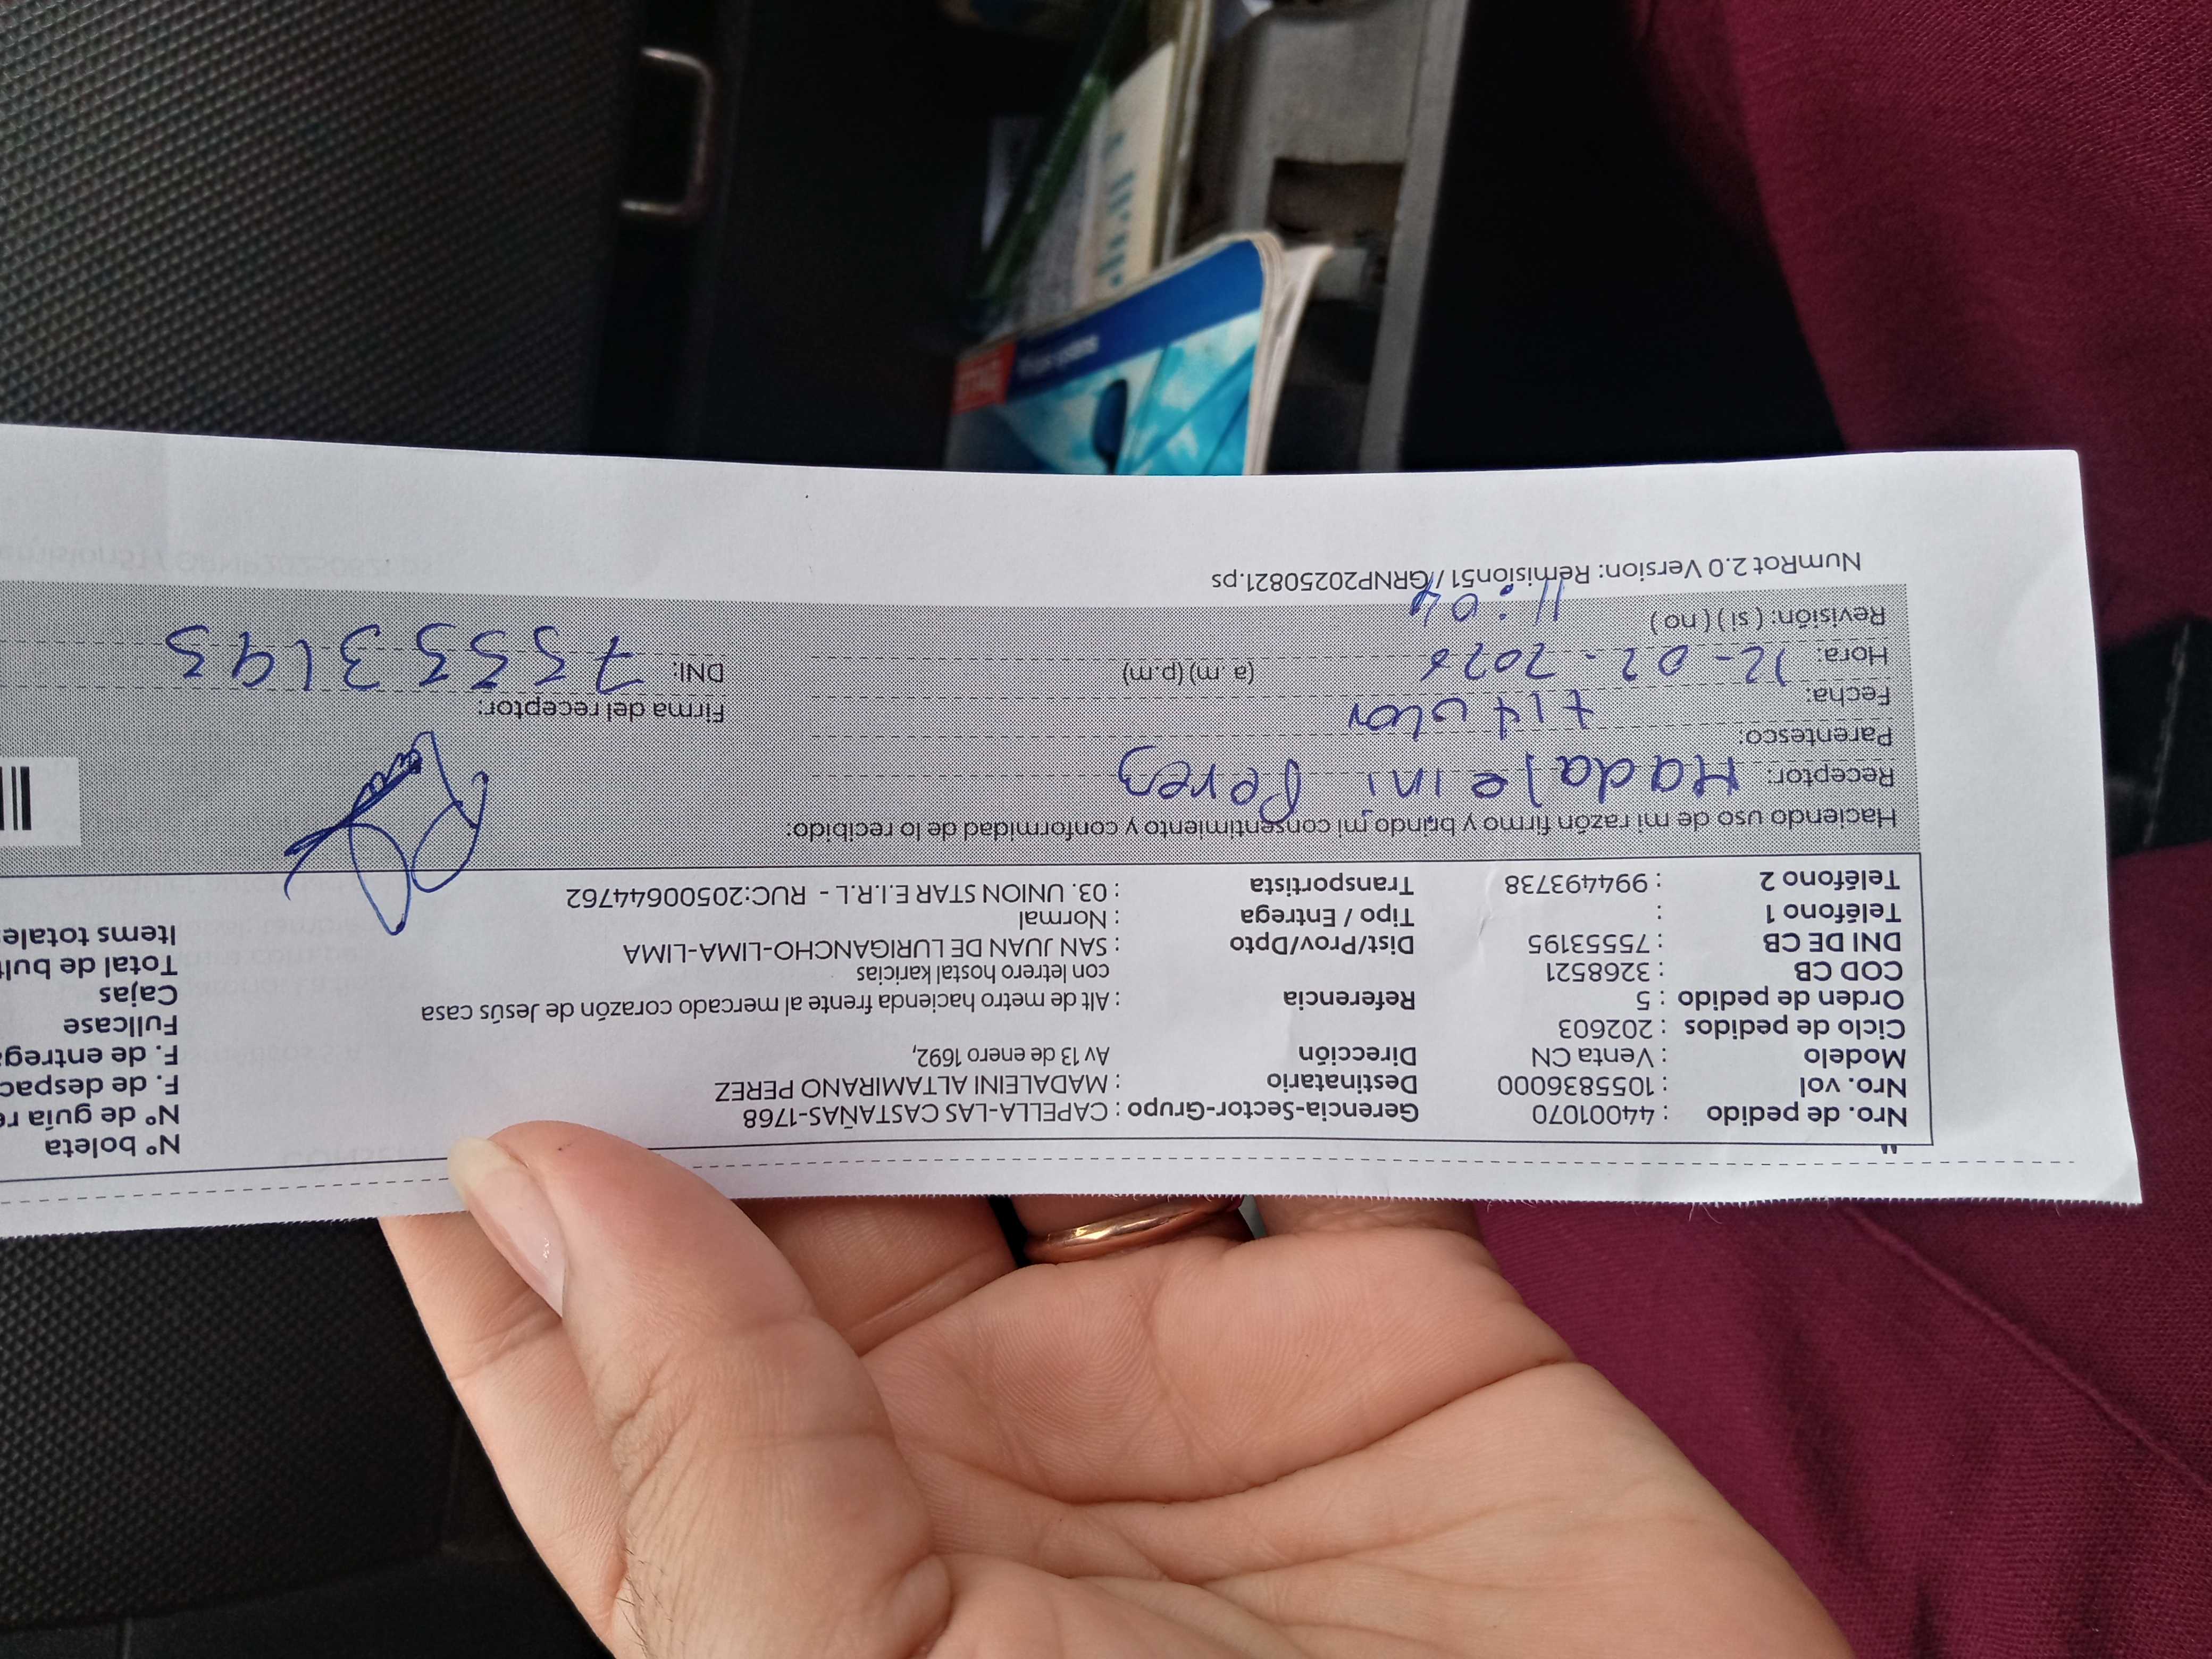 Nro. de pedido : 44001070 Gerencia-Sector-Grupo : CAPELLA-LAS CASTAÑAS-1768 N° boleta
Nro. vol : 1055836000 Destinatario : MADALEINI ALTAMIRANO PEREZ N° de guía re
Modelo : Venta CN Dirección Av 13 de enero 1692, F. de despac
Ciclo de pedidos : 202603 F. de entrega
Orden de pedido : 5 Referencia : Alt de metro hacienda frente al mercado corazón de Jesús casa Fullcase
COD CB : 3268521 con letrero hostal karicias Cajas
DNI DE CB : 75553195 Dist/Prov/Dpto : SAN JUAN DE LURIGANCHO-LIMA-LIMA Total de bult
Teléfono 1 : Tipo / Entrega : Normal Items totale
Teléfono 2 : 994493738 Transportista : 03. UNION STAR E.I.R.L - RUC:20500644762
Haciendo uso de mi razón firmo y brindo mi consentimiento y conformidad de lo recibido:
Receptor: Madaleini Perez
Parentesco: titular
Fecha: 12-02-2026 Firma del receptor:
Hora: (a.m) (p.m) DNI: 75553195
Revisión: ( si ) ( no ) 11:04
NumRot 2.0 Version: Remision51 / GRNP20250821.ps